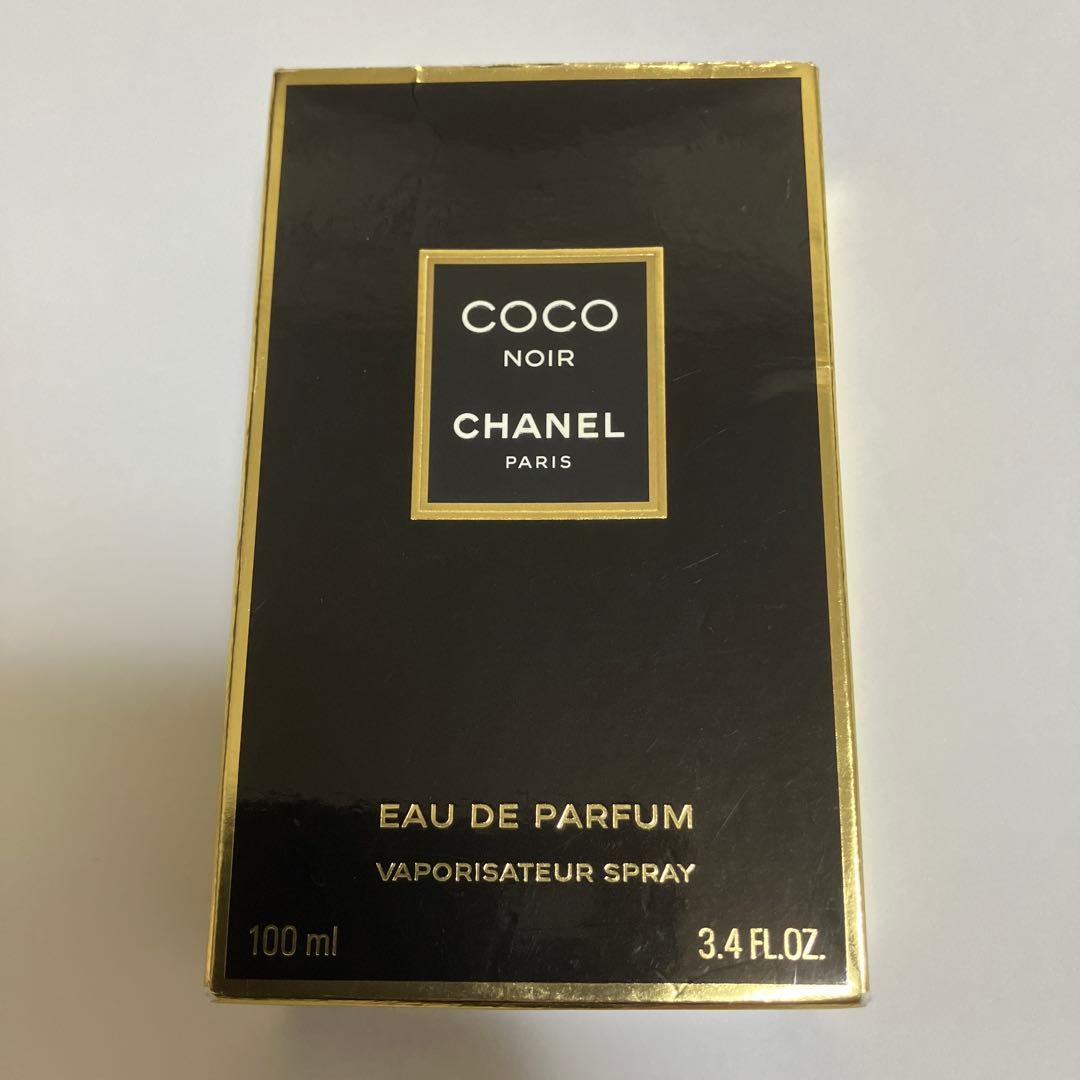 COCO
NOIR
CHANEL
PARIS
EAU DE PARFUM
VAPORISATEUR SPRAY
100 ml 3.4 FL.OZ.